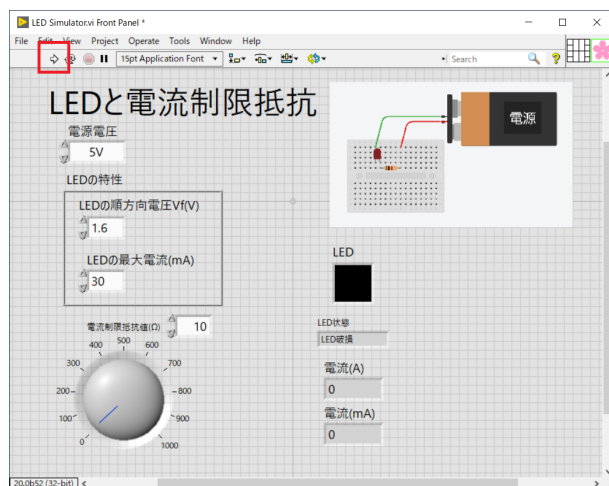 LED Simulator.vi Front Panel *
File Edit View Project Operate Tools Window Help
15pt Application Font
Search
LEDと電流制限抵抗
電源
電源電圧
5V
LEDの特性
LEDの順方向電圧Vf(V)
1.6
LEDの最大電流(mA)
30
LED
電流制限抵抗値(Ω)
10
LED状態
LED破損
400 500 600
300 700
200 800
100 900
0 1000
電流(A)
0
電流(mA)
0
20.0b52 (32-bit)